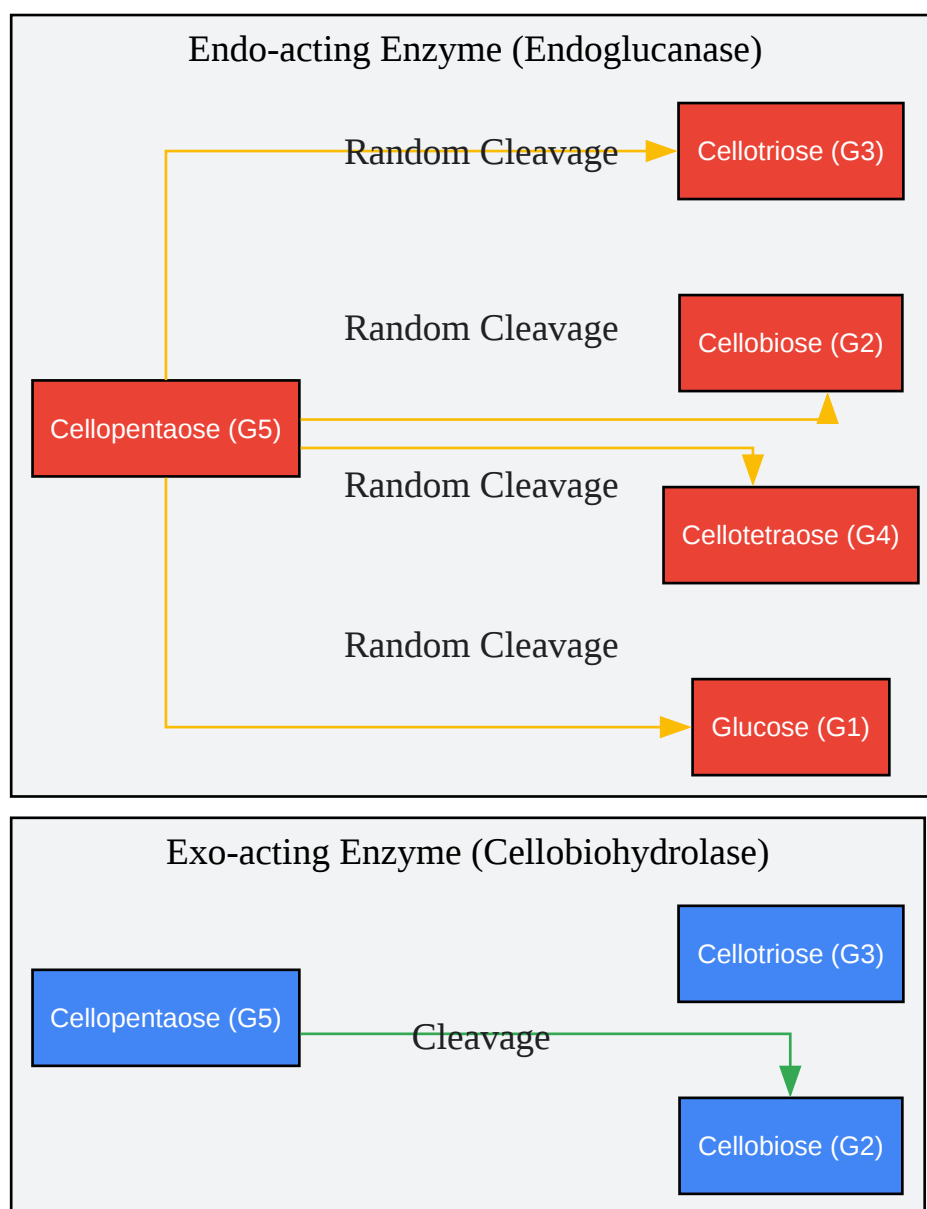 Endo-acting Enzyme (Endoglucanase)
Random Cleavage
Cellotriose (G3)
Random Cleavage
Cellobiose (G2)
Cellopentaose (G5)
Random Cleavage
Cellotetraose (G4)
Random Cleavage
Glucose (G1)
Exo-acting Enzyme (Cellobiohydrolase)
Cellotriose (G3)
Cellopentaose (G5)
Cleavage
Cellobiose (G2)